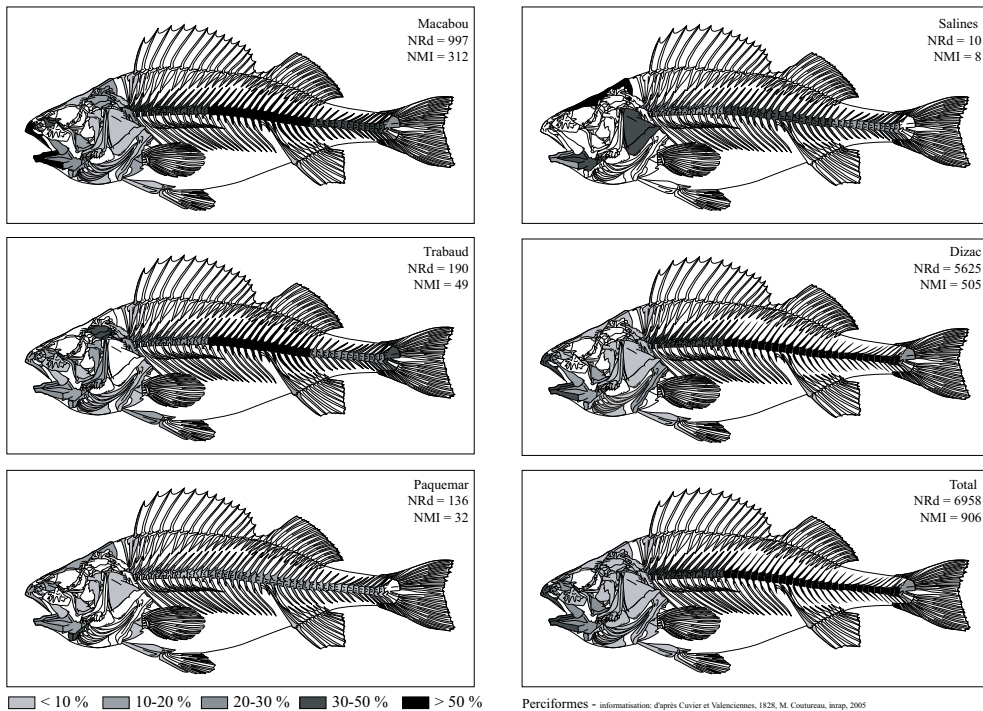 Macabou
NRd = 997
NMI = 312
Salines
NRd = 10
NMI = 8
Trabaud
NRd = 190
NMI = 49
Dizac
NRd = 5625
NMI = 505
Paquemar
NRd = 136
NMI = 32
Total
NRd = 6958
NMI = 906
< 10 % 10-20 % 20-30 % 30-50 % > 50 %
Perciformes - informatisation: d'après Cuvier et Valenciennes, 1828, M. Coutureau, inrap, 2005